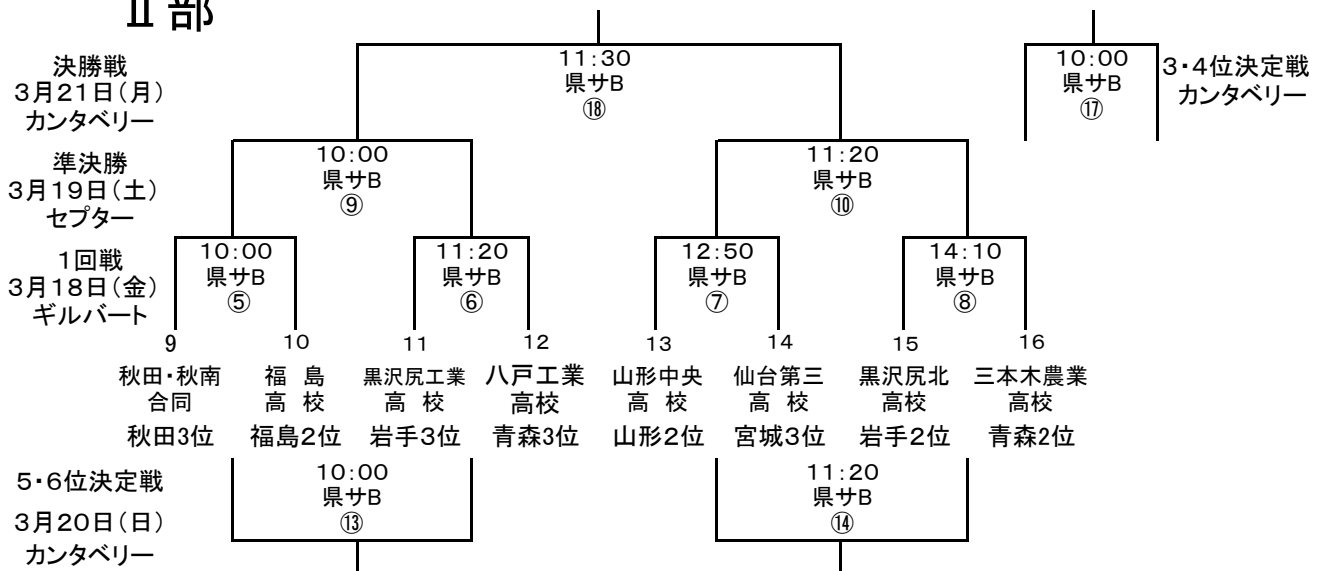 Ⅱ 部
決勝戦
3月21日(月)
カンタベリー
11:30
県サB
⑱
10:00
県サB
⑰
3・4位決定戦
カンタベリー
準決勝
3月19日(土)
セプター
10:00
県サB
⑨
11:20
県サB
⑩
1回戦
3月18日(金)
ギルバート
10:00
県サB
⑤
11:20
県サB
⑥
12:50
県サB
⑦
14:10
県サB
⑧
9 10 11 12 13 14 15 16
秋田・秋南 福 島 黒沢尻工業 八戸工業 山形中央 仙台第三 黒沢尻北 三本木農業
合同 高 校 高 校 高校 高 校 高 校 高校 高校
秋田3位 福島2位 岩手3位 青森3位 山形2位 宮城3位 岩手2位 青森2位
5・6位決定戦
3月20日(日)
カンタベリー
10:00
県サB
⑬
11:20
県サB
⑭